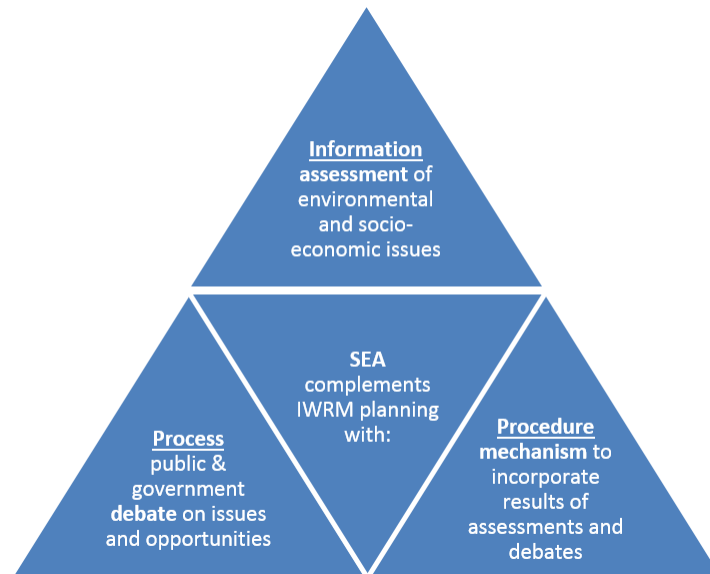 Information
assessment of
environmental
and socio-
economic issues
SEA
complements
IWRM planning
with:
Process
public &
government
debate on issues
and opportunities
Procedure
mechanism to
incorporate
results of
assessments and
debates